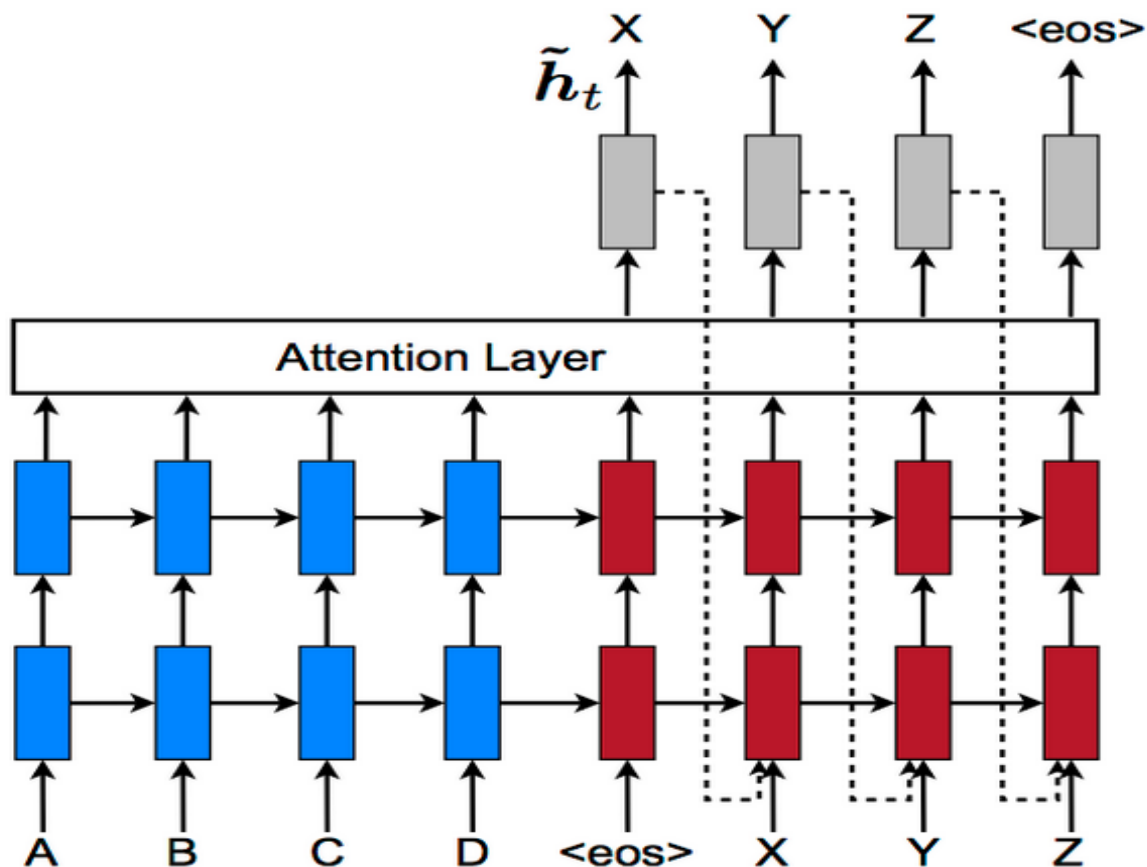 X Y Z <eos>
h̃ₜ
Attention Layer
A B C D <eos> X Y Z